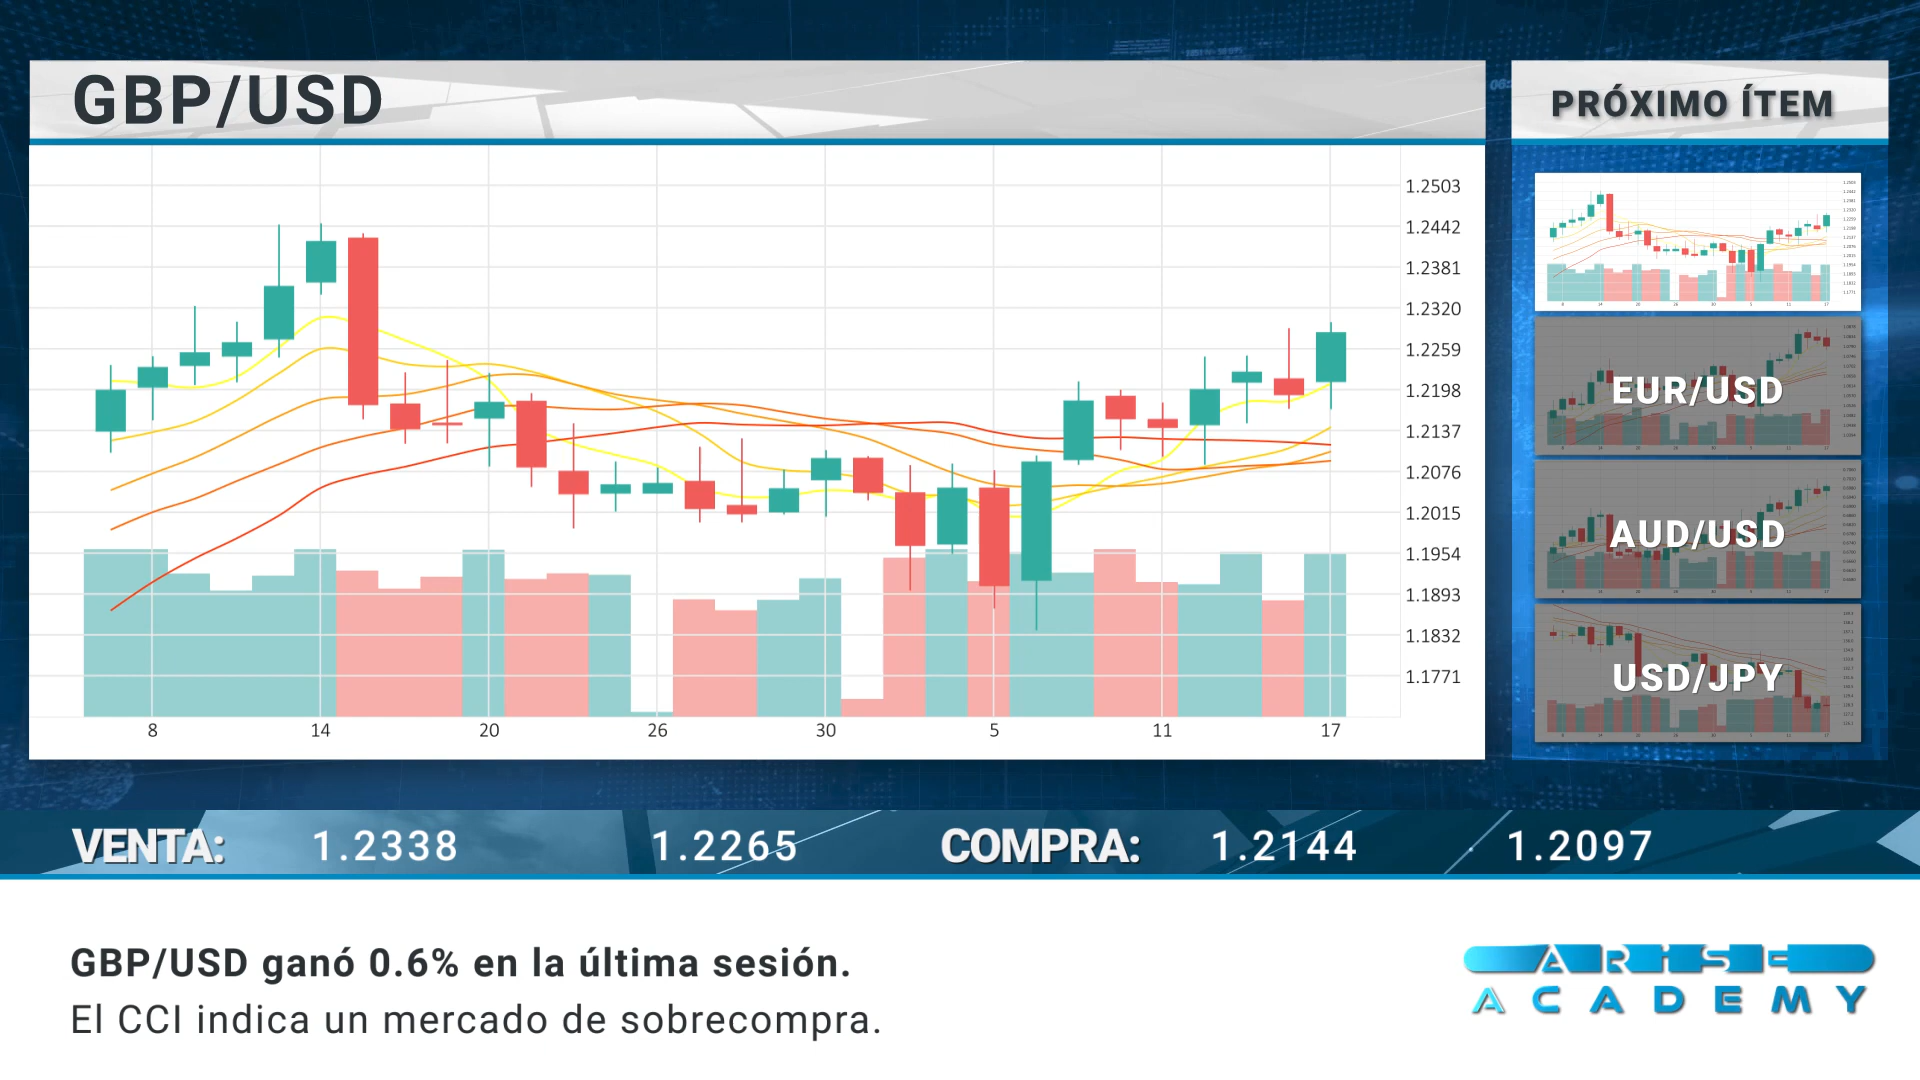 GBP/USD
PRÓXIMO ÍTEM
1.2503
1.2442
1.2381
1.2320
1.2259
1.2198
1.2137
1.2076
1.2015
1.1954
1.1893
1.1832
1.1771
8 14 20 26 30 5 11 17
EUR/USD
AUD/USD
USD/JPY
VENTA: 1.2338 1.2265 COMPRA: 1.2144 1.2097
GBP/USD ganó 0.6% en la última sesión.
El CCI indica un mercado de sobrecompra.
ARISE
ACADEMY